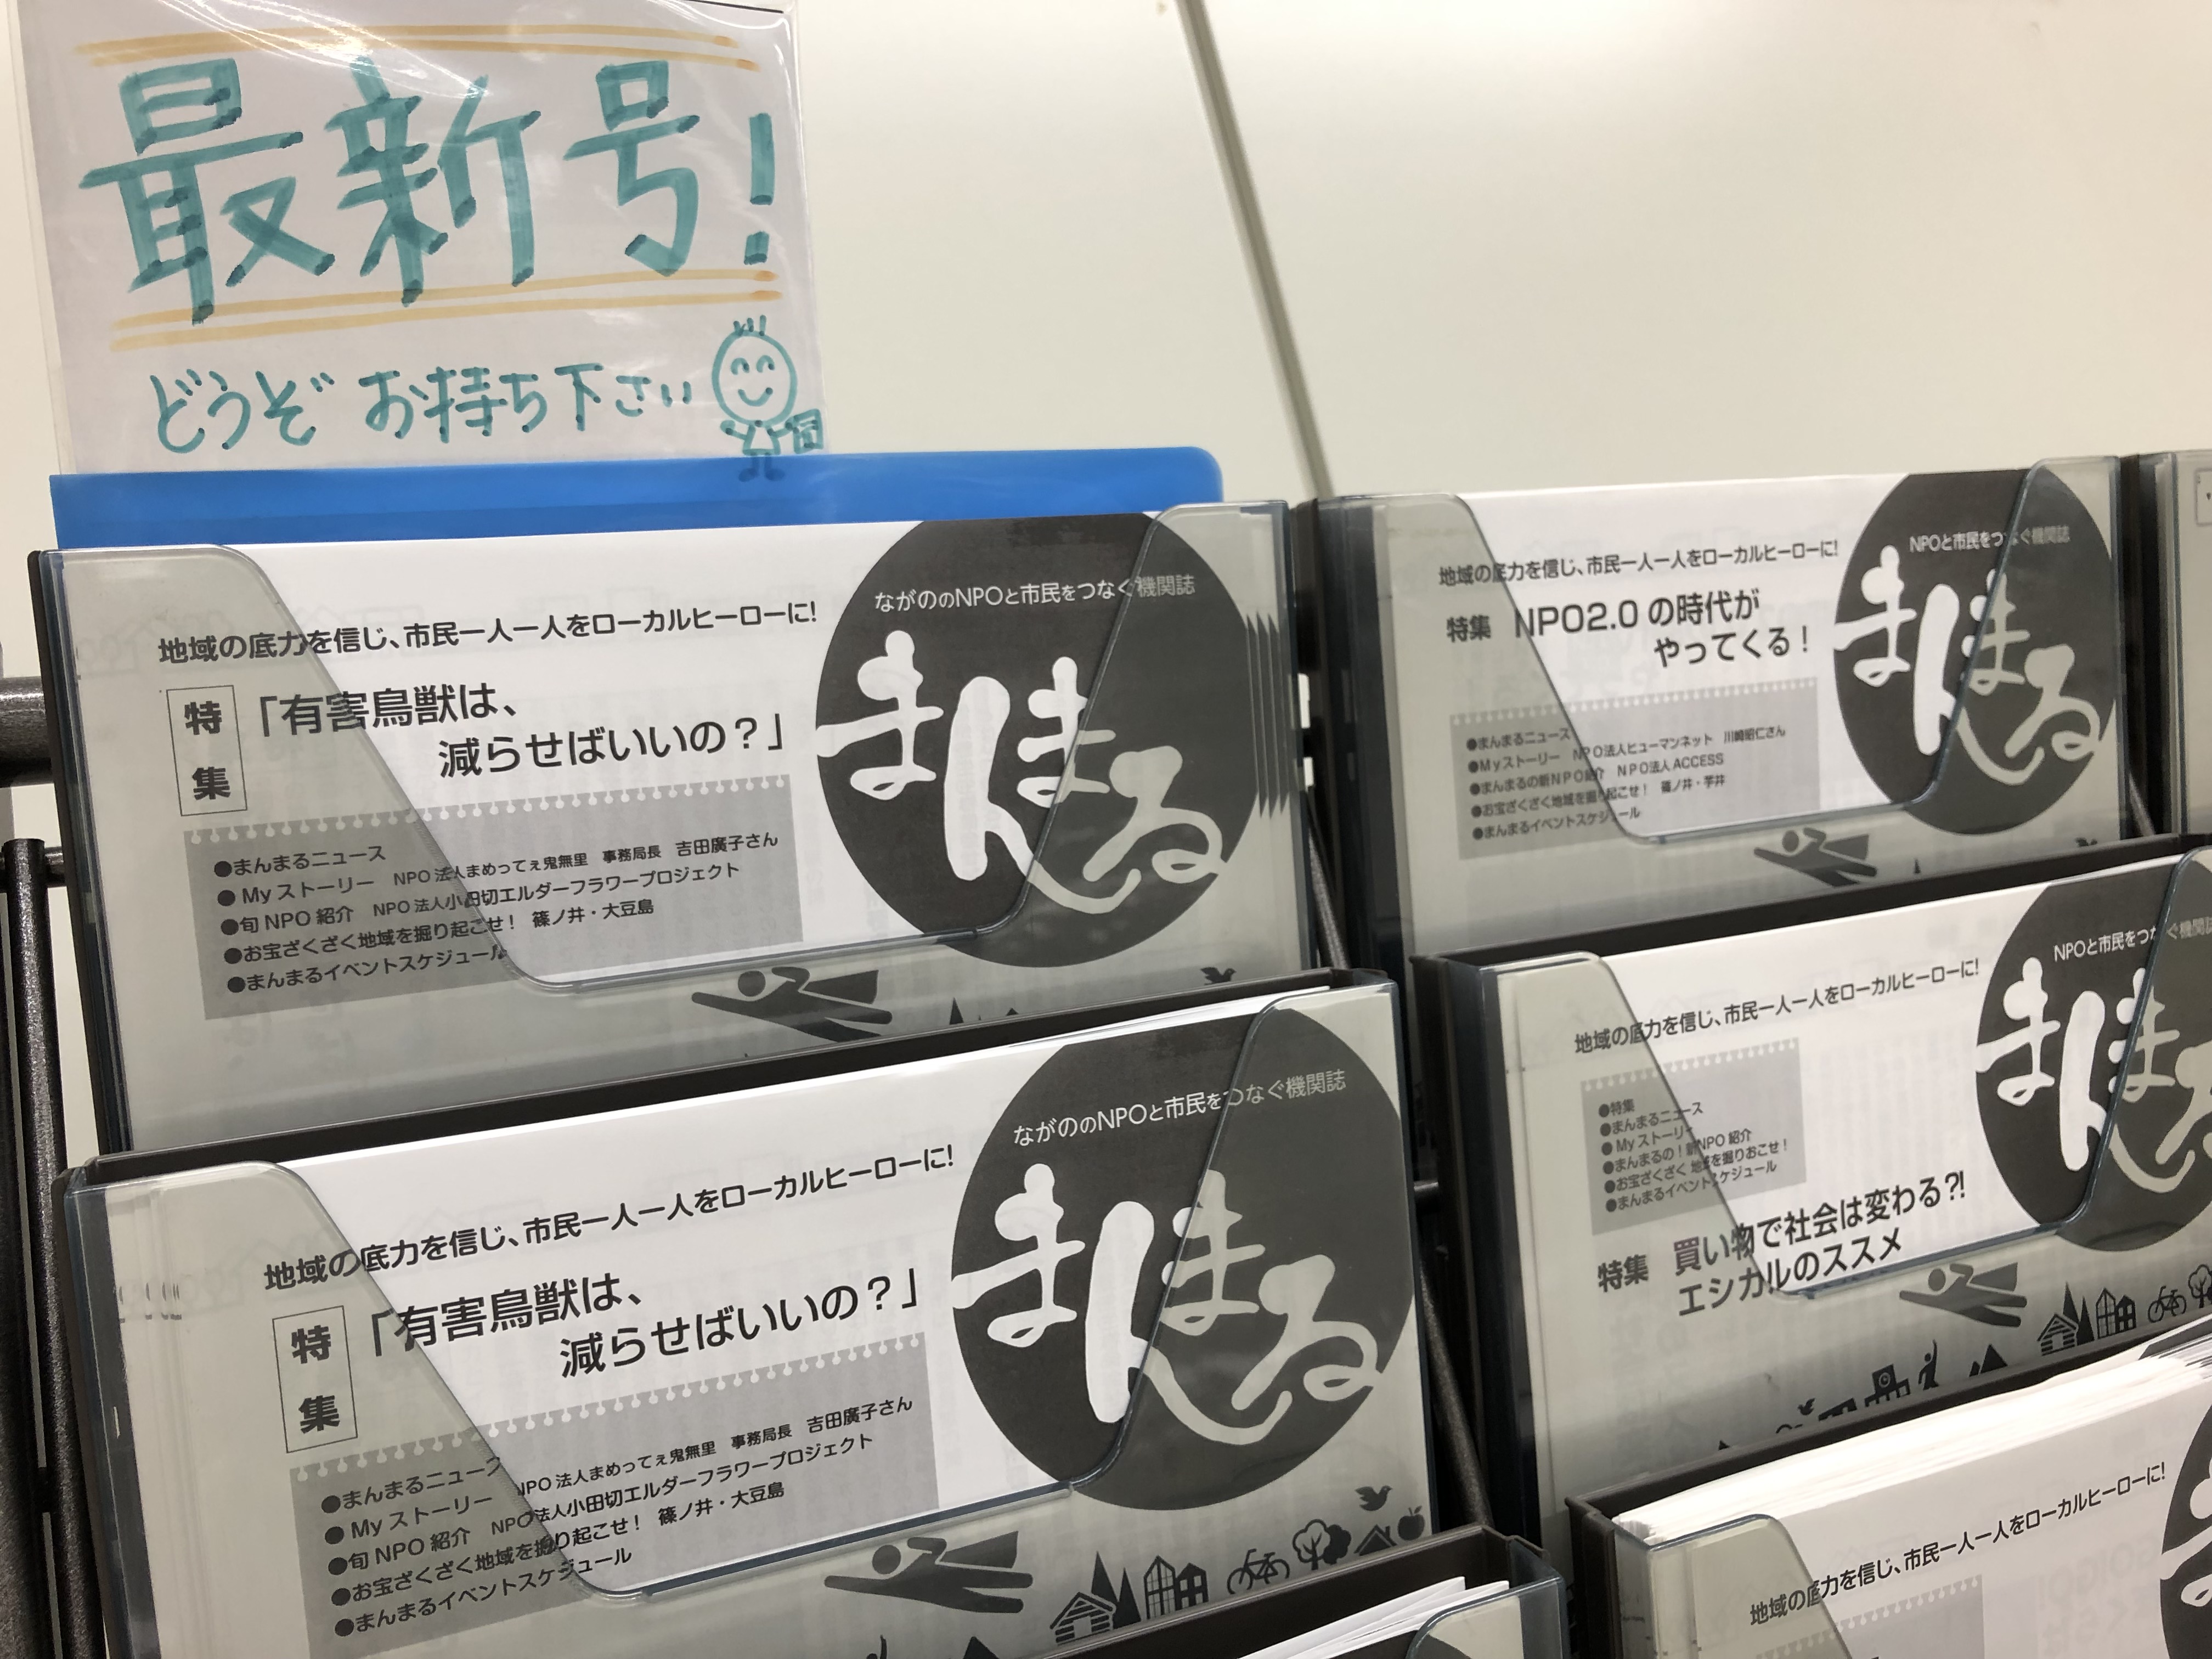 最新号!
どうぞ お持ち下さい
地域の底力を信じ、市民一人一人をローカルヒーローに!
特集
「有害鳥獣は、
減らせばいいの？」
●まんまるニュース
●Myストーリー NPO法人まめってぇ鬼無里 事務局長 吉田廣子さん
●旬NPO紹介 NPO法人小田切エルダーフラワープロジェクト
●お宝ざくざく地域を掘り起こせ！ 篠ノ井・大豆島
●まんまるイベントスケジュール
ながののNPOと市民をつなぐ機関誌
まんまる
地域の底力を信じ、市民一人一人をローカルヒーローに!
特集 NPO2.0の時代が
やってくる！
●まんまるニュース
●Myストーリー NPO法人ヒューマンネット 川崎昭仁さん
●まんまるの新NPO紹介 NPO法人ACCESS
●お宝ざくざく地域を掘り起こせ！ 篠ノ井・芋井
●まんまるイベントスケジュール
NPOと市民をつなぐ機関誌
まんまる
地域の底力を信じ、市民一人一人をローカルヒーローに!
特集
「有害鳥獣は、
減らせばいいの？」
●まんまるニュース
●Myストーリー NPO法人まめってぇ鬼無里 事務局長 吉田廣子さん
●旬NPO紹介 NPO法人小田切エルダーフラワープロジェクト
●お宝ざくざく地域を掘り起こせ！ 篠ノ井・大豆島
●まんまるイベントスケジュール
ながののNPOと市民をつなぐ機関誌
まんまる
地域の底力を信じ、市民一人一人をローカルヒーローに!
●特集
●まんまるニュース
●Myストーリー
●まんまるの！新NPO紹介
●お宝ざくざく 地域を掘りおこせ！
●まんまるイベントスケジュール
特集 買い物で社会は変わる?!
エシカルのススメ
NPOと市民をつなぐ機関誌
まんまる
地域の底力を信じ、市民一人一人をローカルヒーローに!